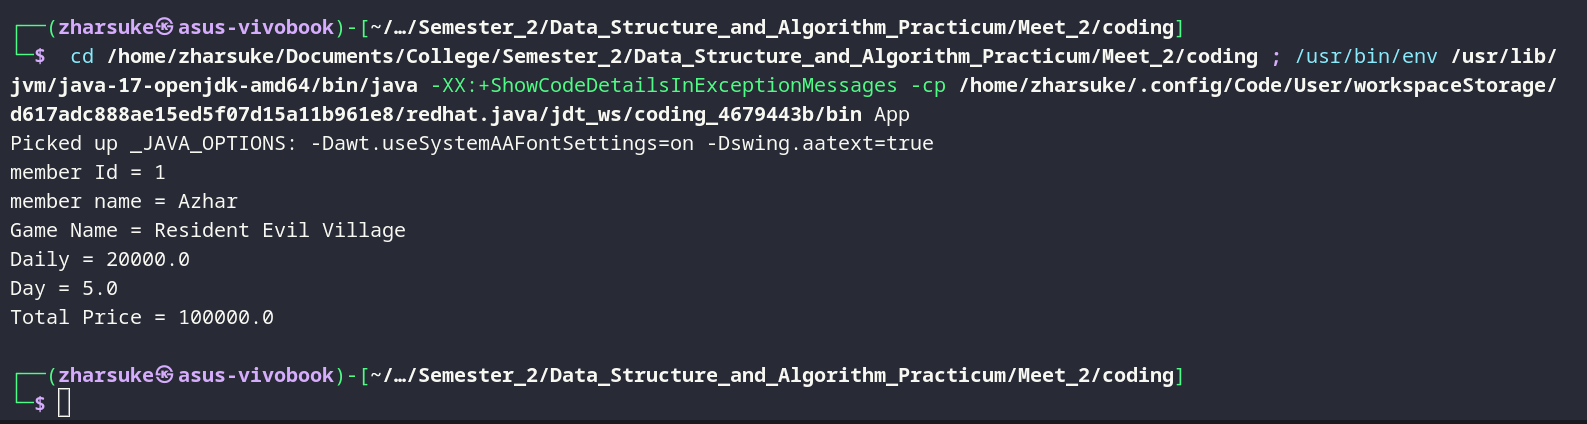 ┌──(zharsuke㉿asus-vivobook)-[~/…/Semester_2/Data_Structure_and_Algorithm_Practicum/Meet_2/coding]
└─$  cd /home/zharsuke/Documents/College/Semester_2/Data_Structure_and_Algorithm_Practicum/Meet_2/coding ; /usr/bin/env /usr/lib/
jvm/java-17-openjdk-amd64/bin/java -XX:+ShowCodeDetailsInExceptionMessages -cp /home/zharsuke/.config/Code/User/workspaceStorage/
d617adc888ae15ed5f07d15a11b961e8/redhat.java/jdt_ws/coding_4679443b/bin App
Picked up _JAVA_OPTIONS: -Dawt.useSystemAAFontSettings=on -Dswing.aatext=true
member Id = 1
member name = Azhar
Game Name = Resident Evil Village
Daily = 20000.0
Day = 5.0
Total Price = 100000.0
┌──(zharsuke㉿asus-vivobook)-[~/…/Semester_2/Data_Structure_and_Algorithm_Practicum/Meet_2/coding]
└─$